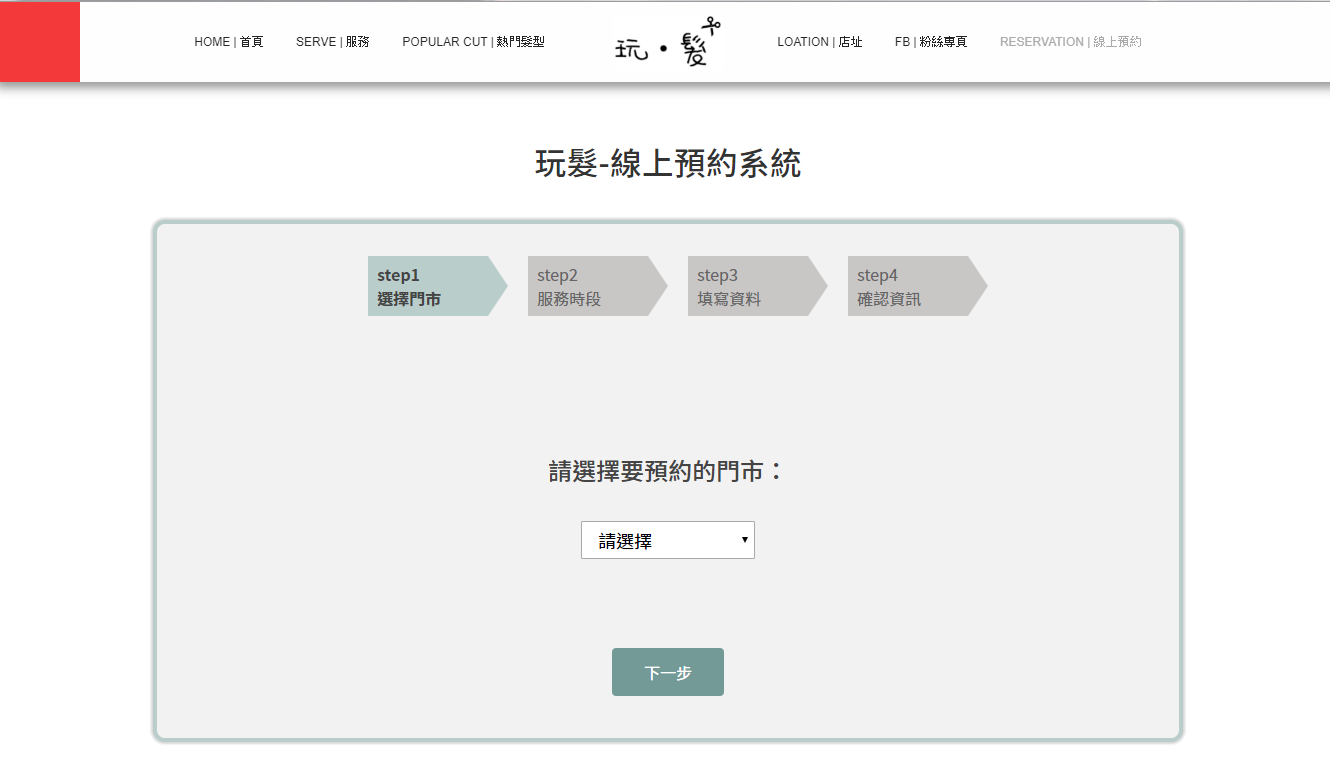 HOME | 首頁
SERVE | 服務
POPULAR CUT | 熱門髮型
玩·髮
LOATION | 店址
FB | 粉絲專頁
RESERVATION | 線上預約
玩髮-線上預約系統
step1
選擇門市
step2
服務時段
step3
填寫資料
step4
確認資訊
請選擇要預約的門市：
請選擇
下一步